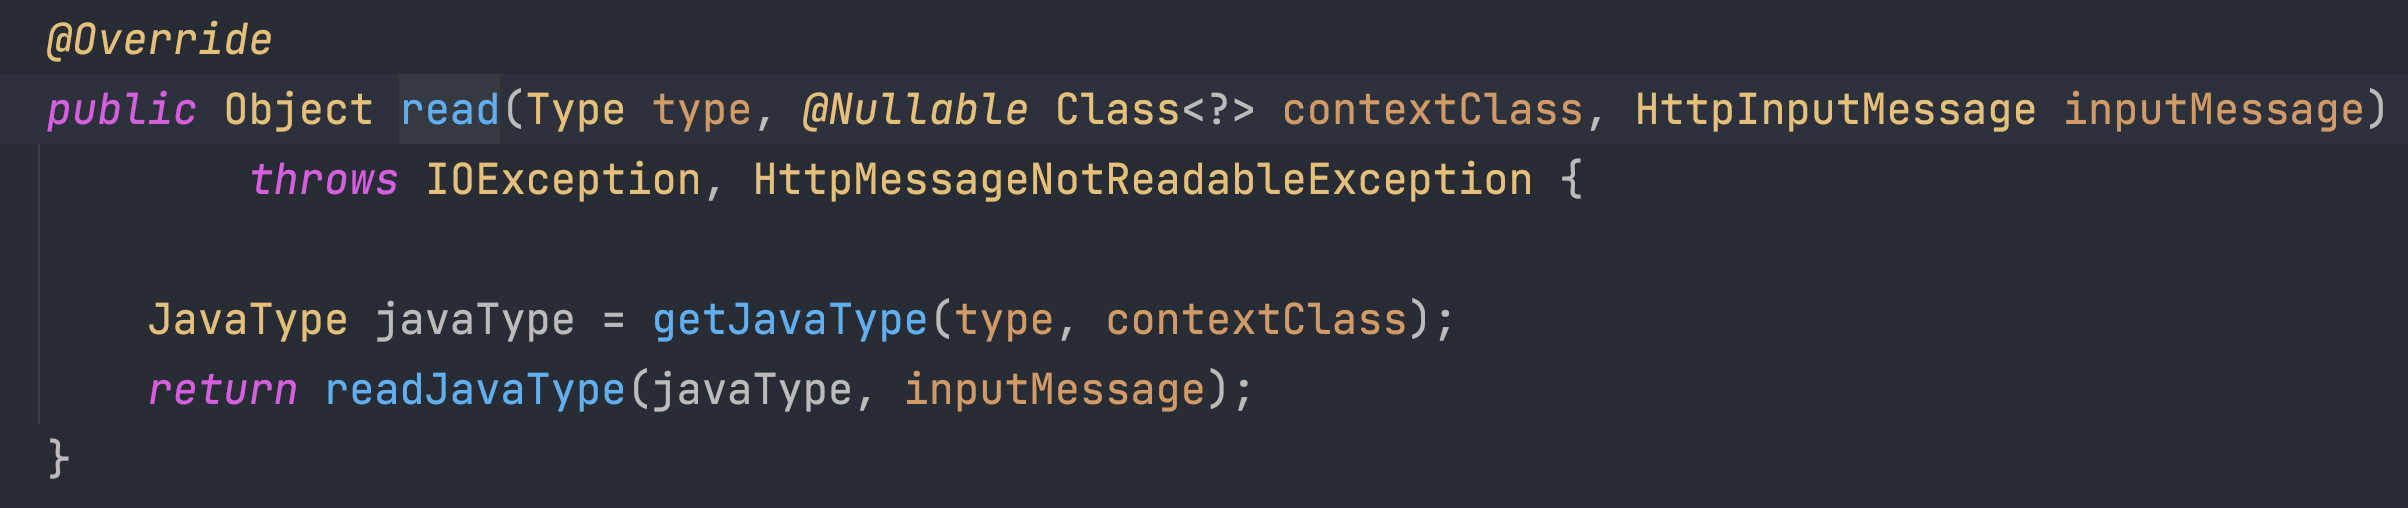 @Override
public Object read(Type type, @Nullable Class<?> contextClass, HttpInputMessage inputMessage)
throws IOException, HttpMessageNotReadableException {
JavaType javaType = getJavaType(type, contextClass);
return readJavaType(javaType, inputMessage);
}